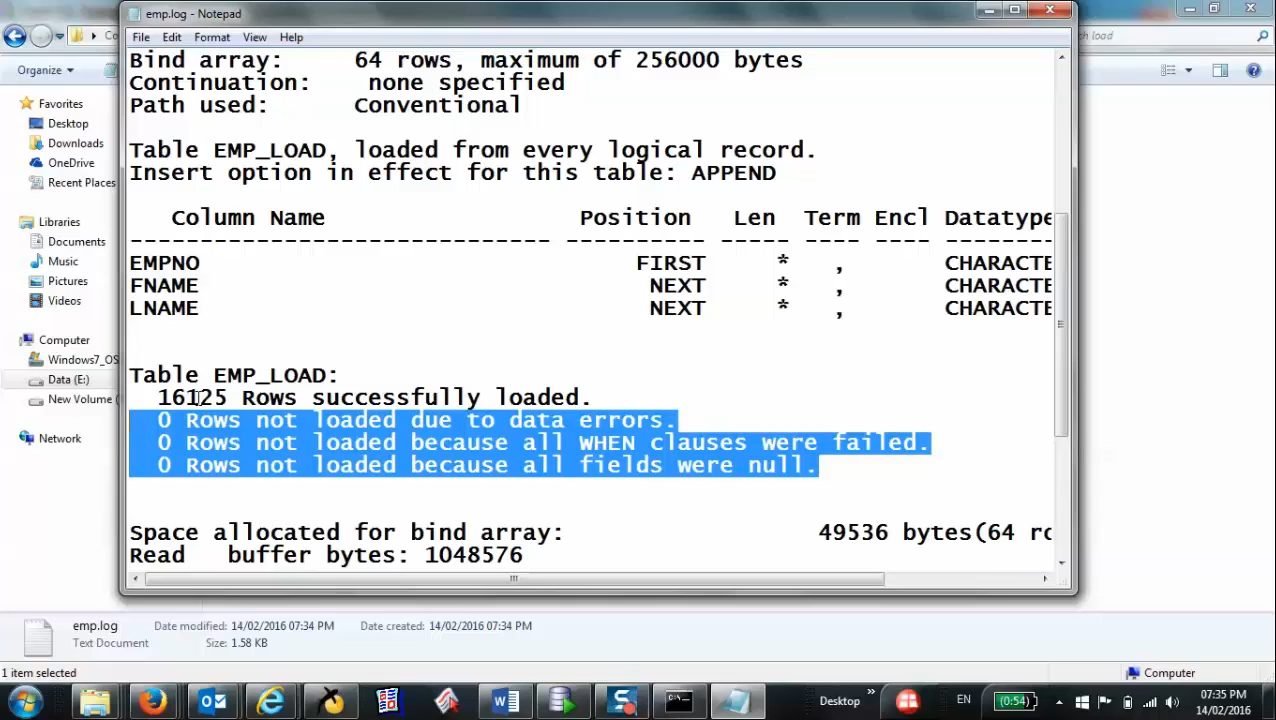 emp.log - Notepad
File Edit Format View Help
Bind array: 64 rows, maximum of 256000 bytes
Continuation: none specified
Path used: Conventional
Table EMP_LOAD, loaded from every logical record.
Insert option in effect for this table: APPEND
Column Name Position Len Term Encl Datatype
------------------------------ ---------- ----- ---- ---- --------
EMPNO FIRST * , CHARACTE
FNAME NEXT * , CHARACTE
LNAME NEXT * , CHARACTE
Table EMP_LOAD:
16125 Rows successfully loaded.
0 Rows not loaded due to data errors.
0 Rows not loaded because all WHEN clauses were failed.
0 Rows not loaded because all fields were null.
Space allocated for bind array: 49536 bytes(64 ro
Read buffer bytes: 1048576
Organize
Favorites
Desktop
Downloads
OneDrive
Recent Places
Libraries
Documents
Music
Pictures
Videos
Computer
Windows7_OS
Data (E:)
New Volume (
Network
ch load
emp.log Date modified: 14/02/2016 07:34 PM Date created: 14/02/2016 07:34 PM
Text Document Size: 1.58 KB
1 item selected Computer
Desktop » EN (0:54) 07:35 PM
14/02/2016